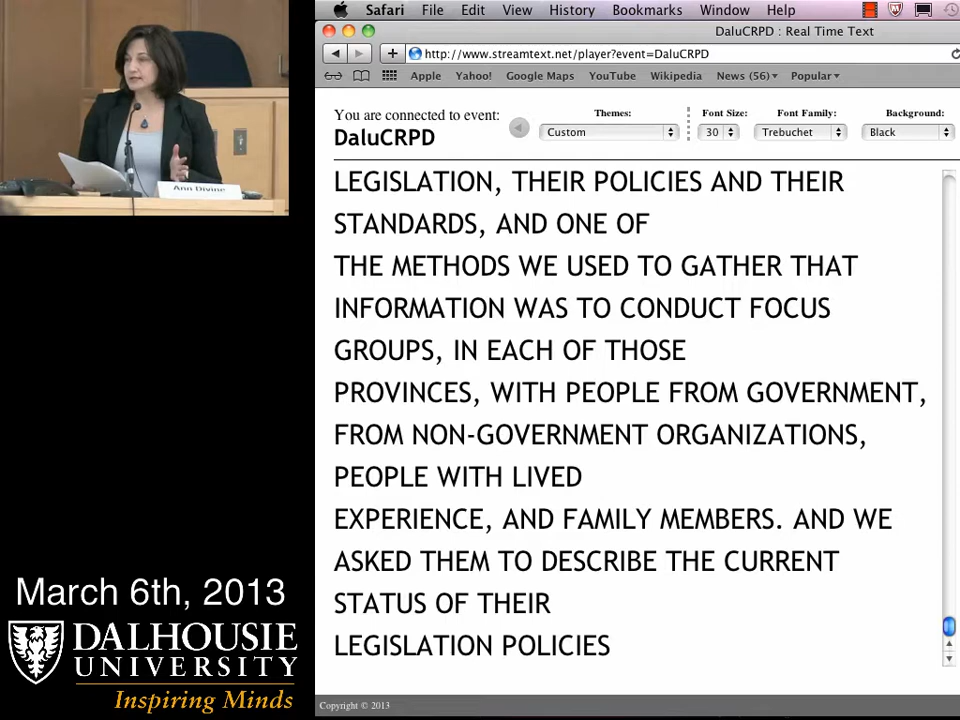 Safari File Edit View History Bookmarks Window Help
DaluCRPD : Real Time Text
http://www.streamtext.net/player?event=DaluCRPD
Apple Yahoo! Google Maps YouTube Wikipedia News (56) Popular
You are connected to event:
DaluCRPD
Themes:
Custom
Font Size:
30
Font Family:
Trebuchet
Background:
Black
LEGISLATION, THEIR POLICIES AND THEIR
STANDARDS, AND ONE OF
THE METHODS WE USED TO GATHER THAT
INFORMATION WAS TO CONDUCT FOCUS
GROUPS, IN EACH OF THOSE
PROVINCES, WITH PEOPLE FROM GOVERNMENT,
FROM NON-GOVERNMENT ORGANIZATIONS,
PEOPLE WITH LIVED
EXPERIENCE, AND FAMILY MEMBERS. AND WE
ASKED THEM TO DESCRIBE THE CURRENT
STATUS OF THEIR
LEGISLATION POLICIES
Copyright © 2013
Ann Divine
March 6th, 2013
DALHOUSIE
UNIVERSITY
Inspiring Minds